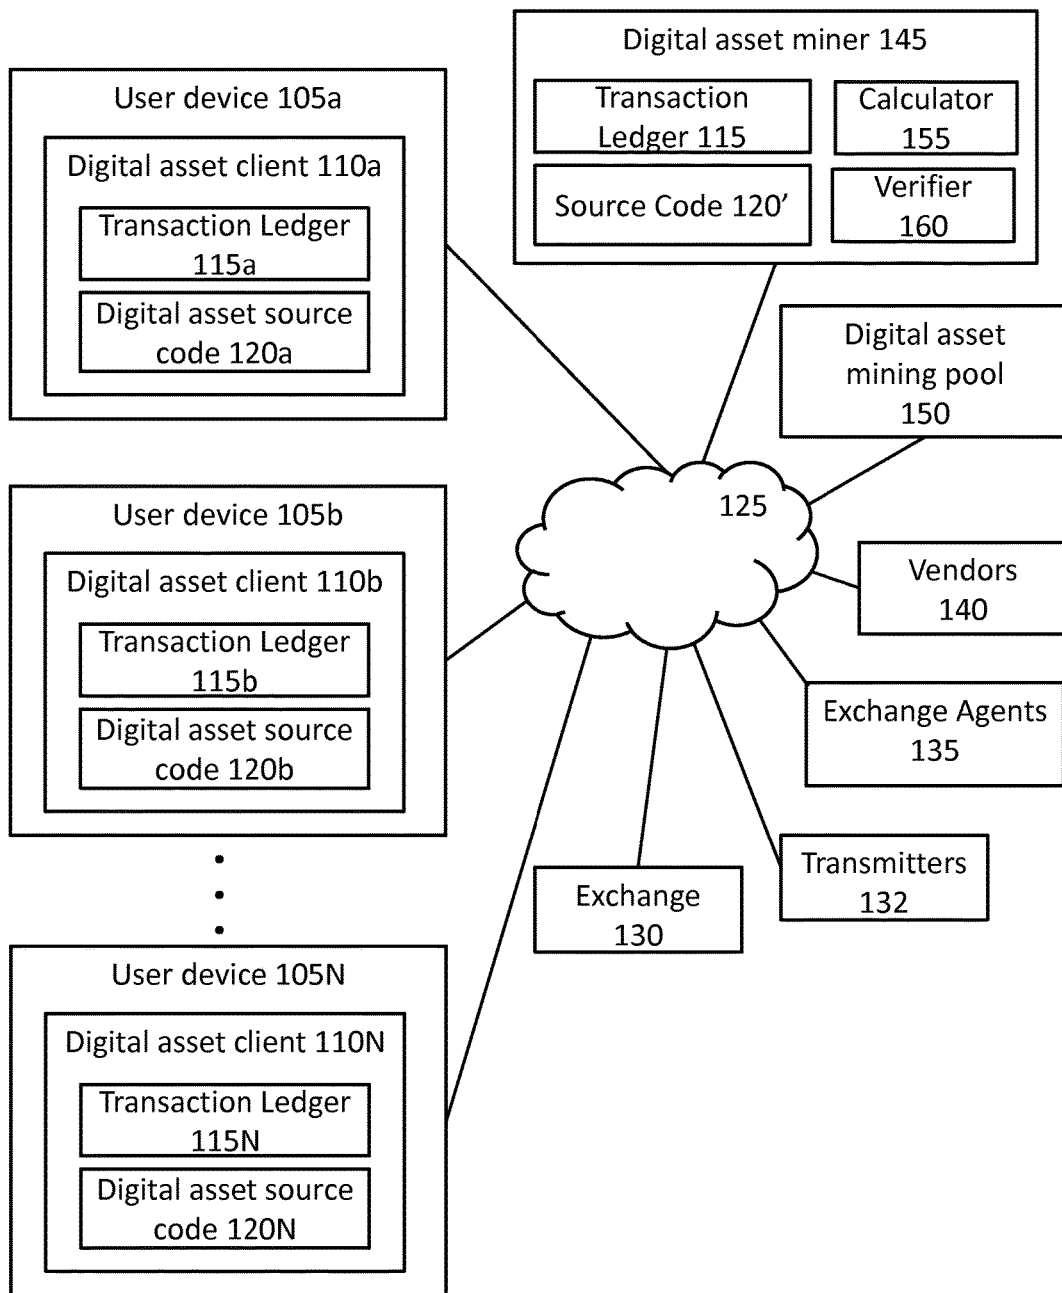 User device 105a
Digital asset client 110a
Transaction Ledger
115a
Digital asset source
code 120a
Digital asset miner 145
Transaction
Ledger 115
Calculator
155
Source Code 120’
Verifier
160
Digital asset
mining pool
150
125
User device 105b
Digital asset client 110b
Transaction Ledger
115b
Digital asset source
code 120b
Vendors
140
Exchange Agents
135
Transmitters
132
Exchange
130
User device 105N
Digital asset client 110N
Transaction Ledger
115N
Digital asset source
code 120N